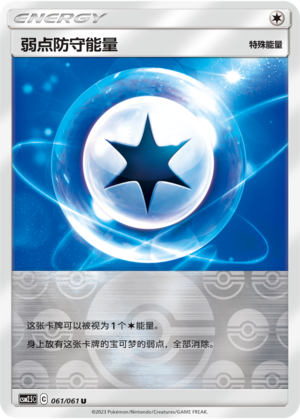 ENERGY
弱点防守能量
特殊能量
这张卡牌可以被视为1个✶能量。
身上放有这张卡牌的宝可梦的弱点，全部消除。
CSM2.5C C 061/061 U
©2023 Pokémon/Nintendo/Creatures/GAME FREAK.